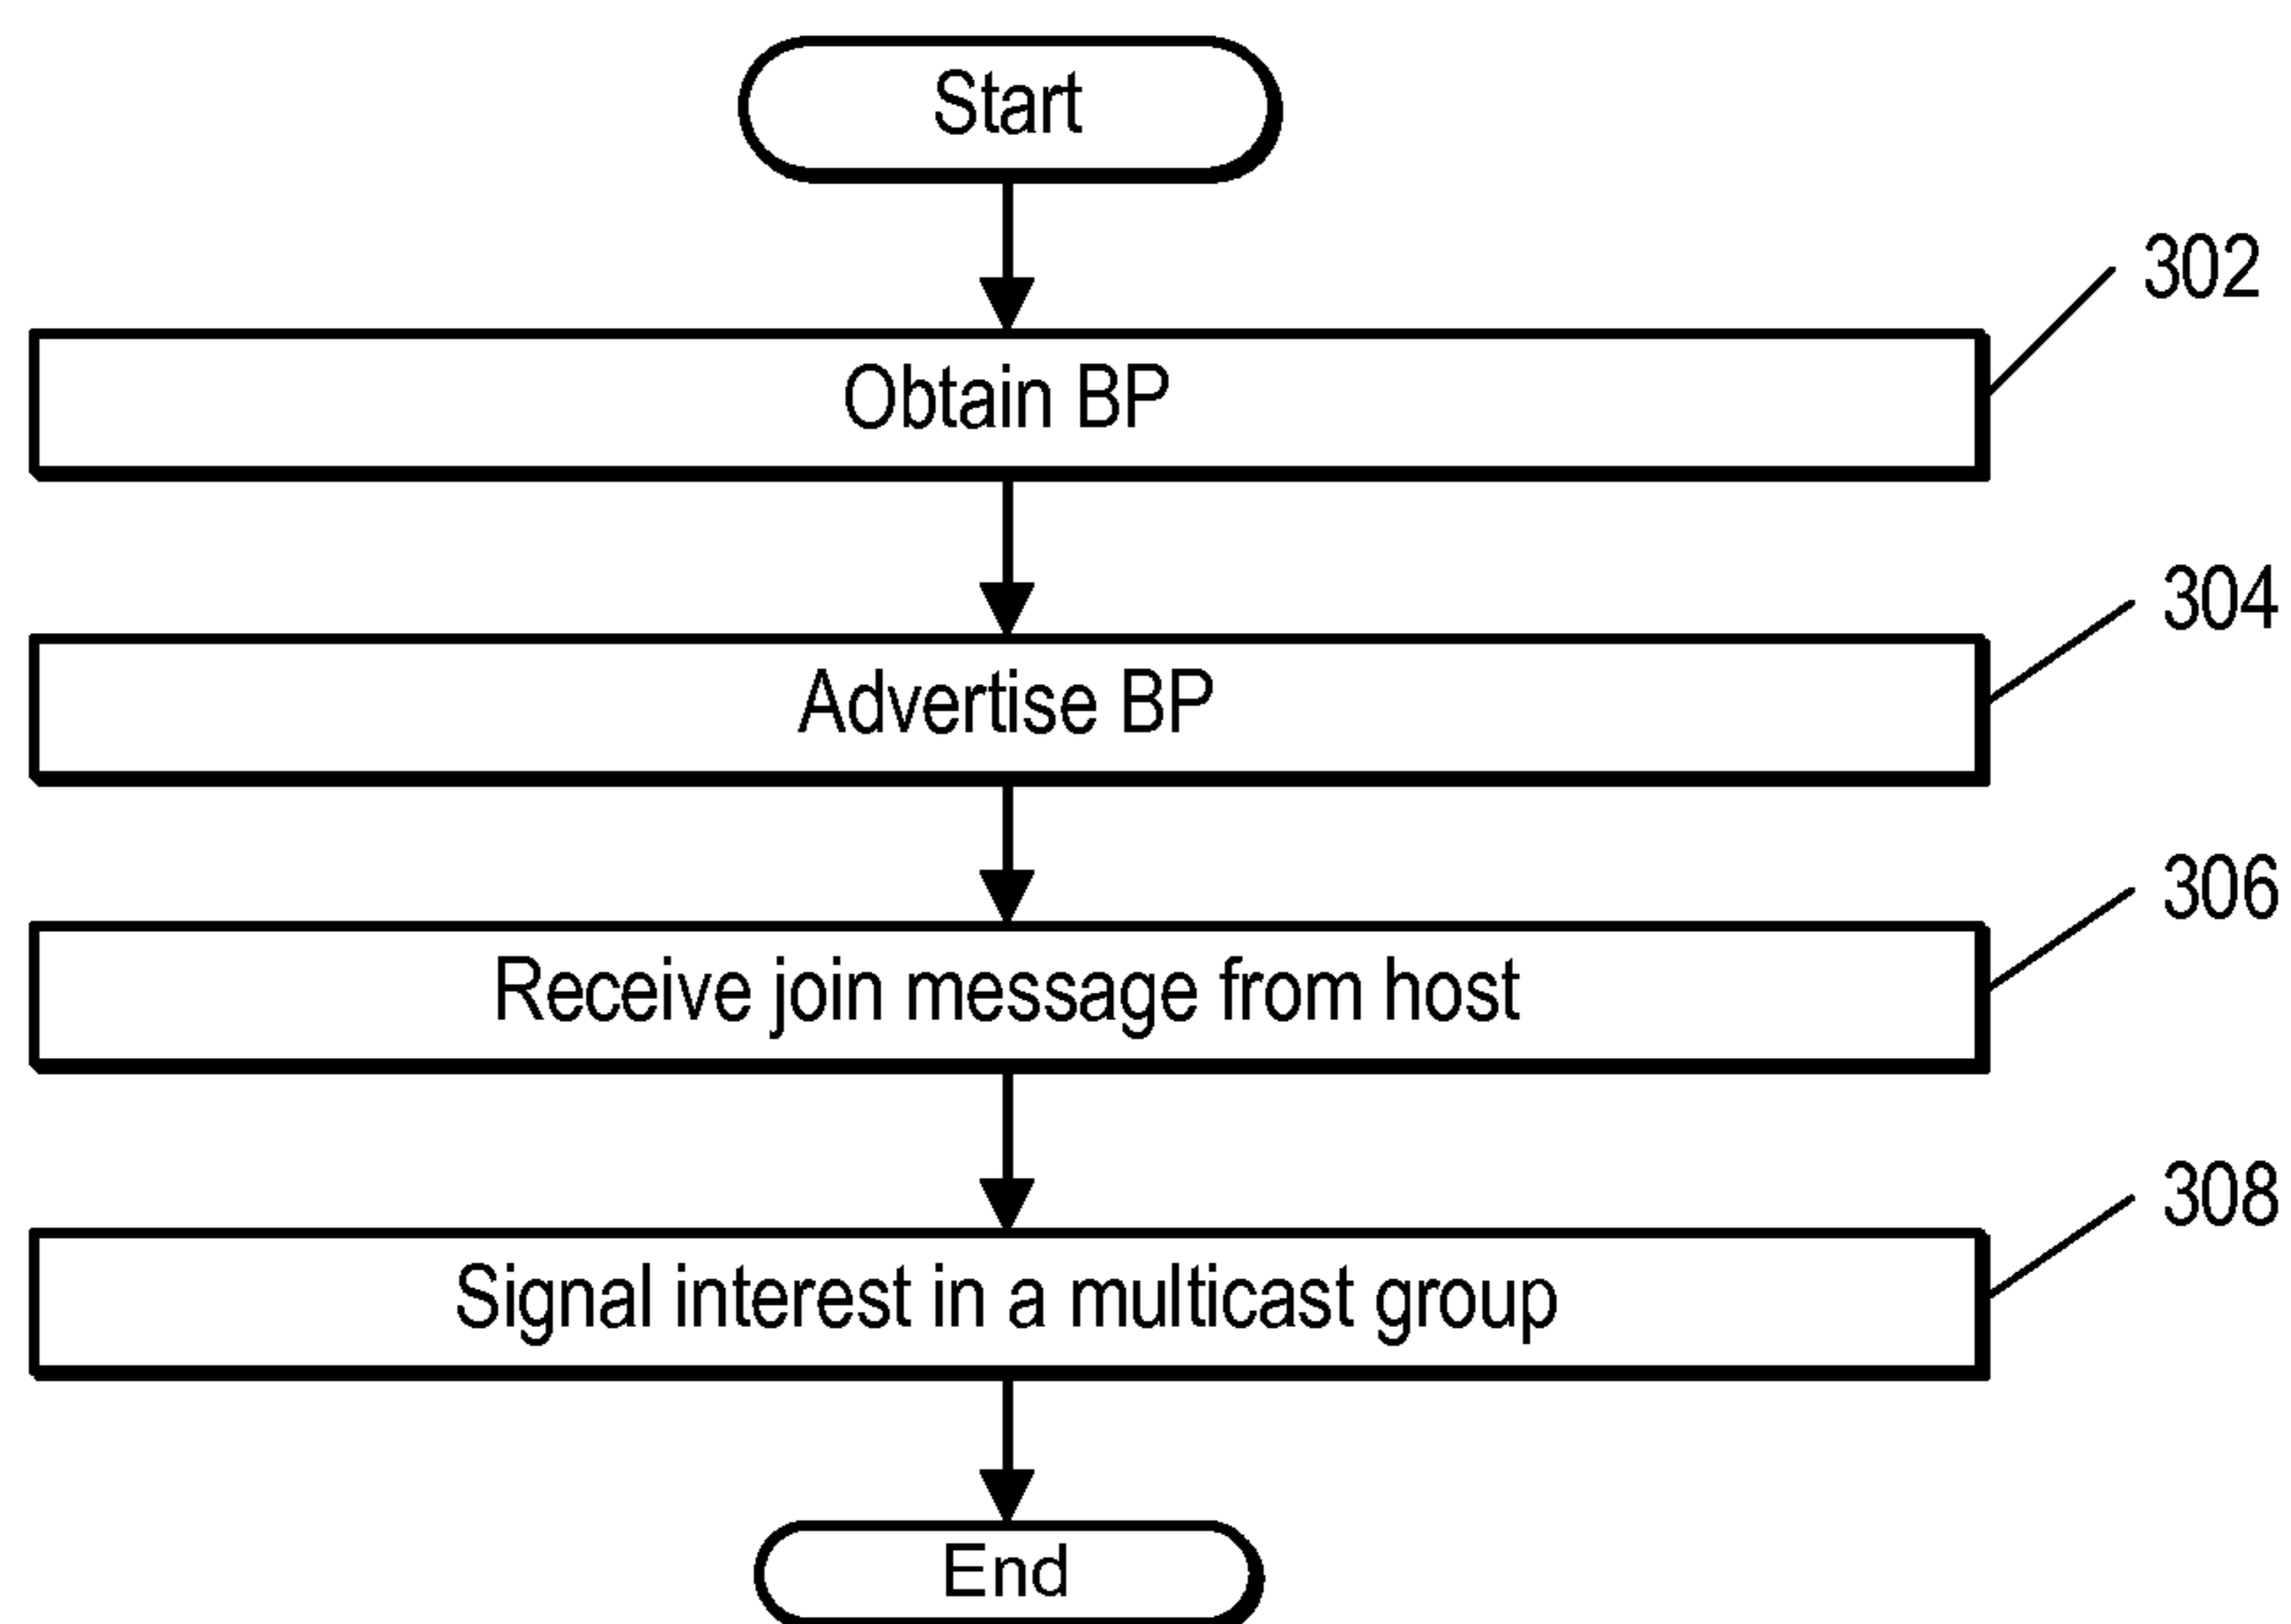 Start
302
Obtain BP
304
Advertise BP
306
Receive join message from host
308
Signal interest in a multicast group
End